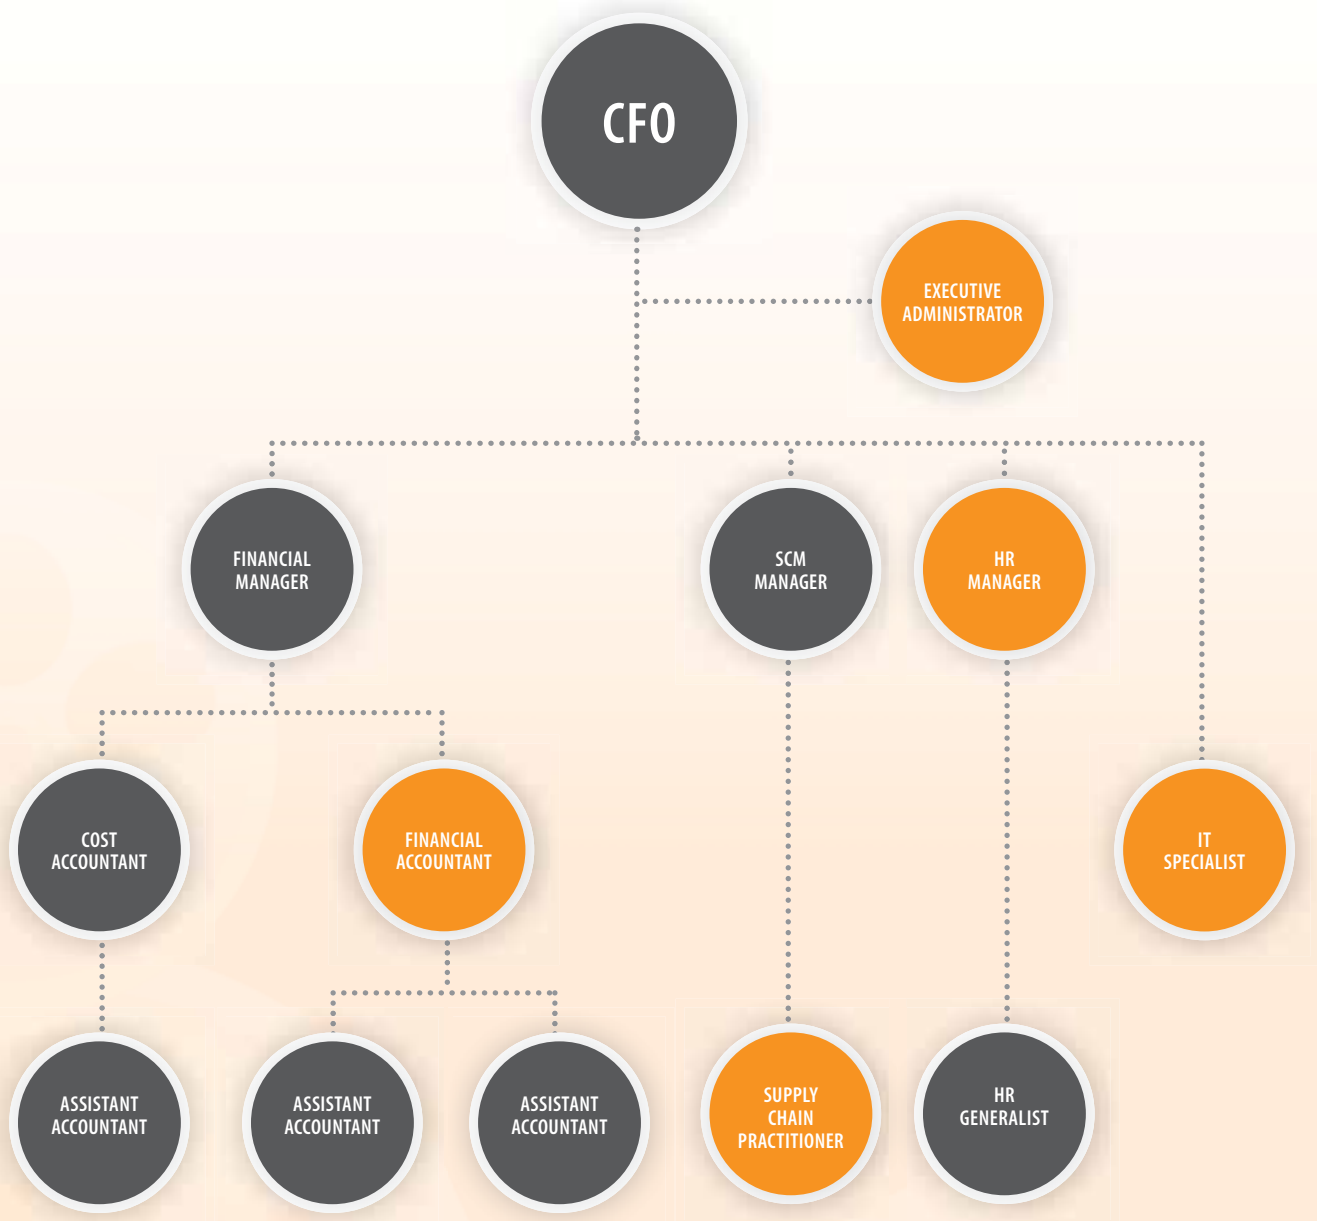 CFO
EXECUTIVE
ADMINISTRATOR
FINANCIAL
MANAGER
SCM
MANAGER
HR
MANAGER
COST
ACCOUNTANT
FINANCIAL
ACCOUNTANT
IT
SPECIALIST
ASSISTANT
ACCOUNTANT
ASSISTANT
ACCOUNTANT
ASSISTANT
ACCOUNTANT
SUPPLY
CHAIN
PRACTITIONER
HR
GENERALIST